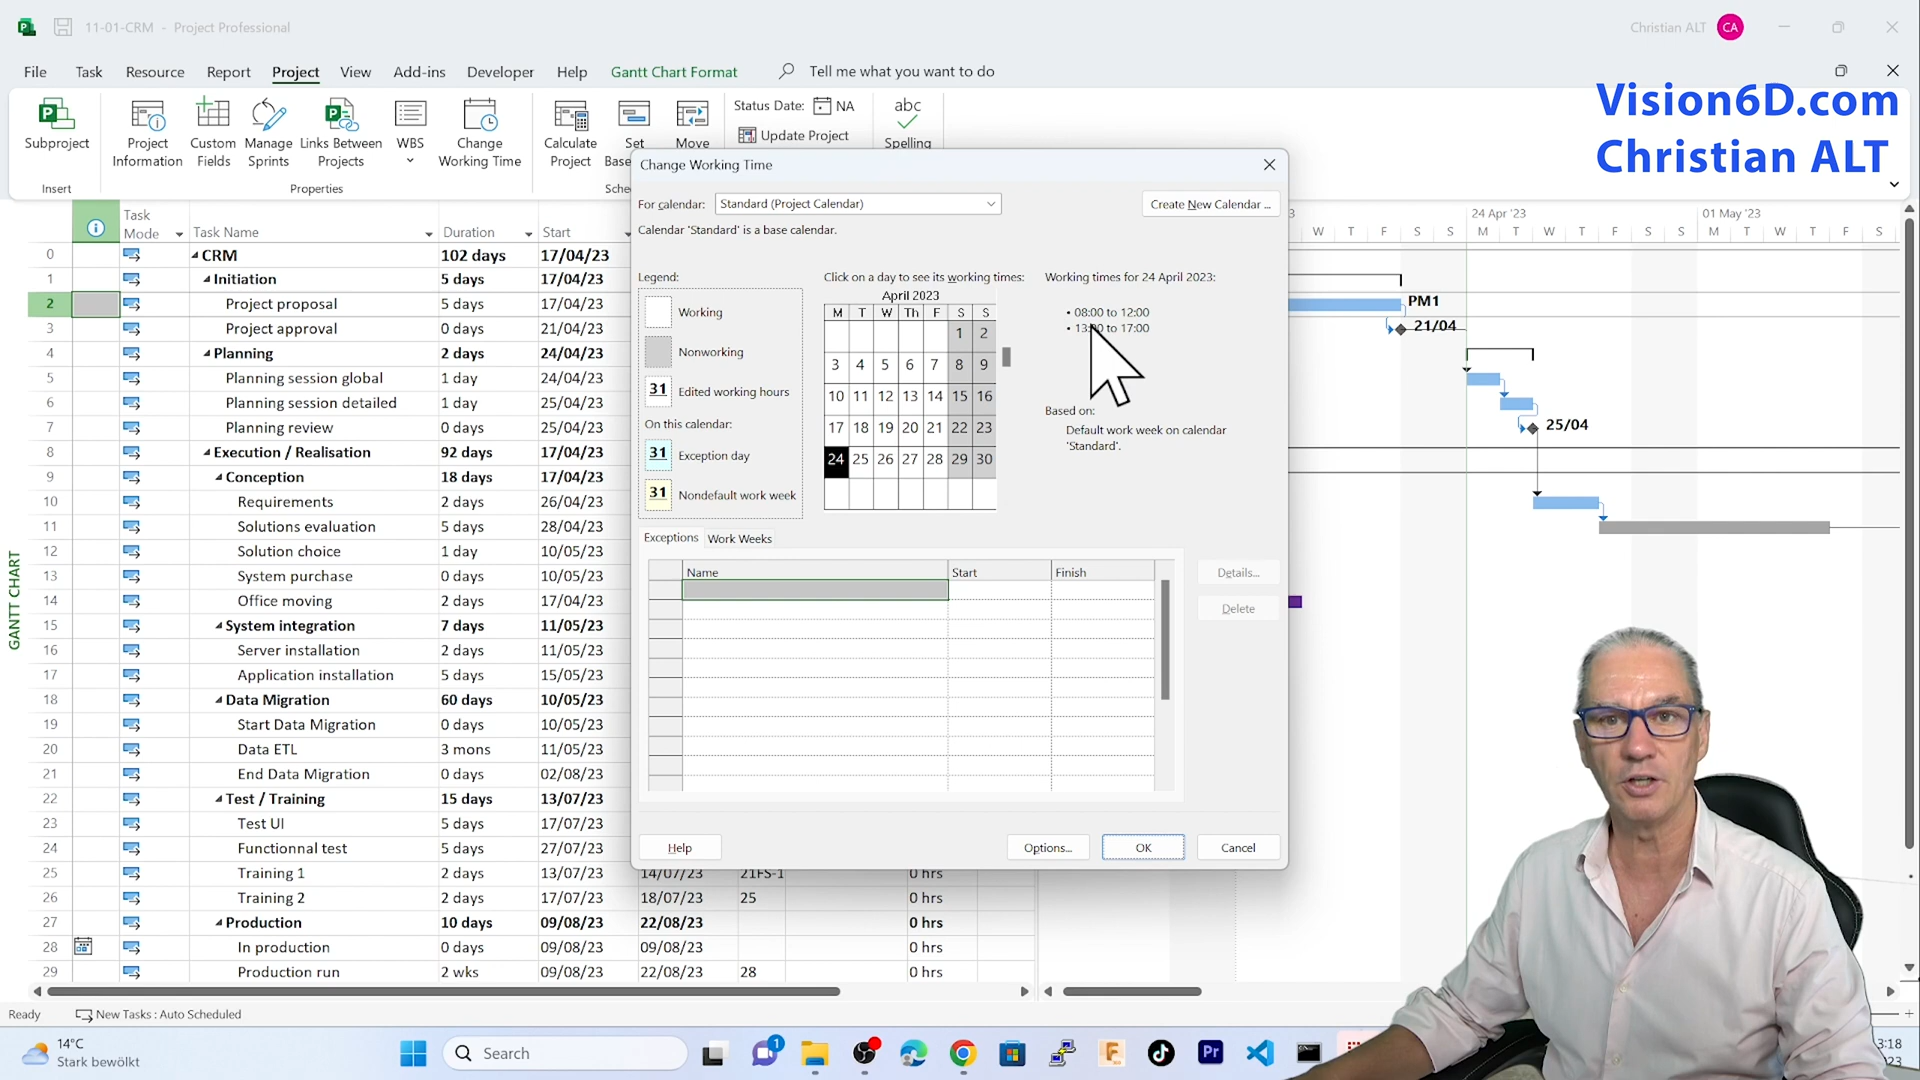 11-01-CRM - Project Professional
Christian ALT
CA
File Task Resource Report Project View Add-ins Developer Help Gantt Chart Format Tell me what you want to do
Vision6D.com
Christian ALT
Subproject
Project Information
Custom Fields
Manage Sprints
Links Between Projects
WBS
Change Working Time
Calculate Project
Set
Move
Status Date: NA
Update Project
abc
Spelling
Insert
Properties
Change Working Time
For calendar: Standard (Project Calendar)
Create New Calendar ...
Calendar 'Standard' is a base calendar.
Legend:
Working
Nonworking
31 Edited working hours
On this calendar:
31 Exception day
31 Nondefault work week
Click on a day to see its working times:
April 2023
M T W Th F S S
1 2
3 4 5 6 7 8 9
10 11 12 13 14 15 16
17 18 19 20 21 22 23
24 25 26 27 28 29 30
Working times for 24 April 2023:
• 08:00 to 12:00
• 13:00 to 17:00
Based on:
Default work week on calendar
'Standard'.
Exceptions Work Weeks
Name Start Finish
Details...
Delete
Help Options... OK Cancel
Task Mode Task Name Duration Start
0 CRM 102 days 17/04/23
1 Initiation 5 days 17/04/23
2 Project proposal 5 days 17/04/23
3 Project approval 0 days 21/04/23
4 Planning 2 days 24/04/23
5 Planning session global 1 day 24/04/23
6 Planning session detailed 1 day 25/04/23
7 Planning review 0 days 25/04/23
8 Execution / Realisation 92 days 17/04/23
9 Conception 18 days 17/04/23
10 Requirements 2 days 26/04/23
11 Solutions evaluation 5 days 28/04/23
12 Solution choice 1 day 10/05/23
13 System purchase 0 days 10/05/23
14 Office moving 2 days 17/04/23
15 System integration 7 days 11/05/23
16 Server installation 2 days 11/05/23
17 Application installation 5 days 15/05/23
18 Data Migration 60 days 10/05/23
19 Start Data Migration 0 days 10/05/23
20 Data ETL 3 mons 11/05/23
21 End Data Migration 0 days 02/08/23
22 Test / Training 15 days 13/07/23
23 Test UI 5 days 17/07/23
24 Functionnal test 5 days 27/07/23
25 Training 1 2 days 13/07/23 14/07/23 21FS-1 0 hrs
26 Training 2 2 days 17/07/23 18/07/23 25 0 hrs
27 Production 10 days 09/08/23 22/08/23 0 hrs
28 In production 0 days 09/08/23 09/08/23 0 hrs
29 Production run 2 wks 09/08/23 22/08/23 28 0 hrs
GANTT CHART
24 Apr '23 01 May '23
W T F S S M T W T F S S M T W T F S
PM1
21/04
25/04
Ready New Tasks : Auto Scheduled
14°C
Stark bewölkt
Search
1
Pr